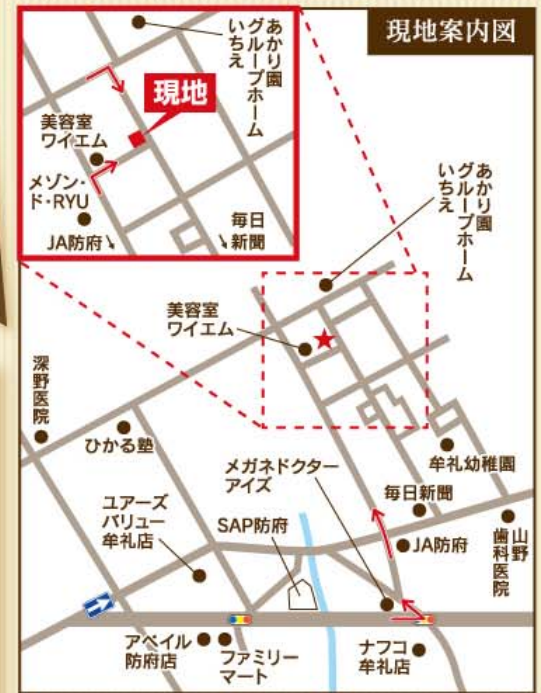 現地案内図
あかり園
グループホーム
いちえ
現地
美容室
ワイエム
メゾン・
ド・RYU
JA防府
毎日
新聞
あかり園
グループホーム
いちえ
美容室
ワイエム
深野医院
ひかる塾
メガネドクター
アイズ
牟礼幼稚園
毎日新聞
ユアーズ
バリュー
牟礼店
SAP防府
JA防府
山野
歯科医院
アベイル
防府店
ファミリー
マート
ナフコ
牟礼店